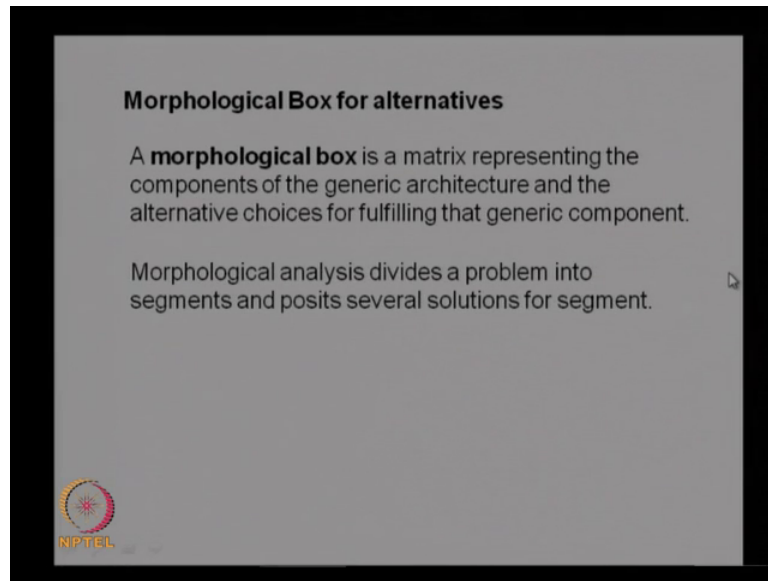 Morphological Box for alternatives
A morphological box is a matrix representing the
components of the generic architecture and the
alternative choices for fulfilling that generic component.
Morphological analysis divides a problem into
segments and posits several solutions for segment.
NPTEL